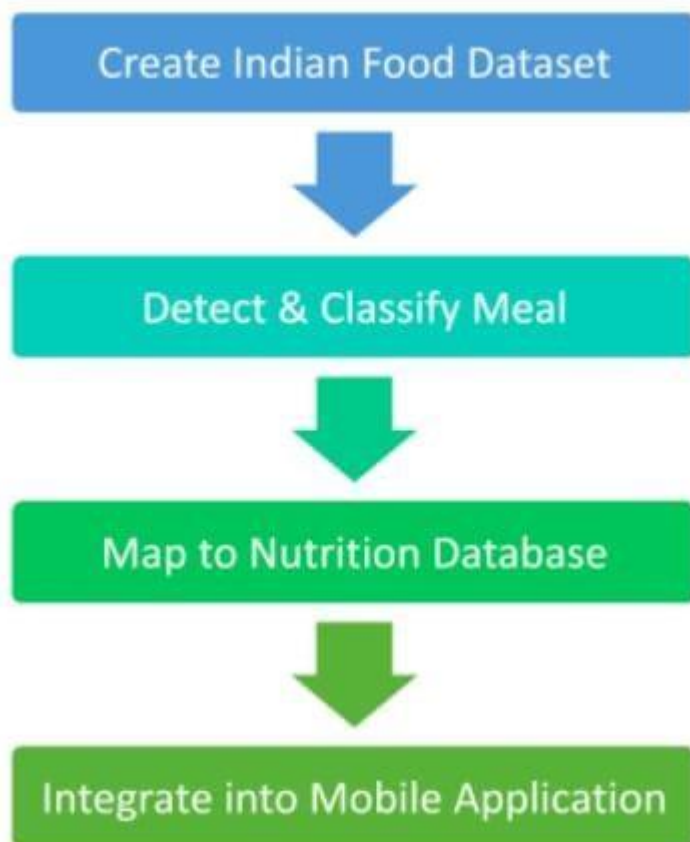 Create Indian Food Dataset
Detect & Classify Meal
Map to Nutrition Database
Integrate into Mobile Application